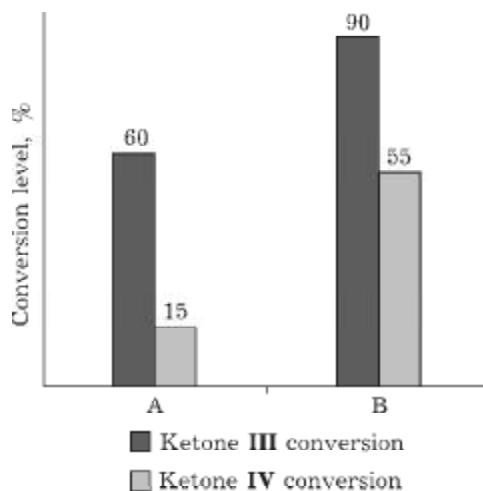 Conversion level, %
90
60
55
15
A B
Ketone III conversion
Ketone IV conversion